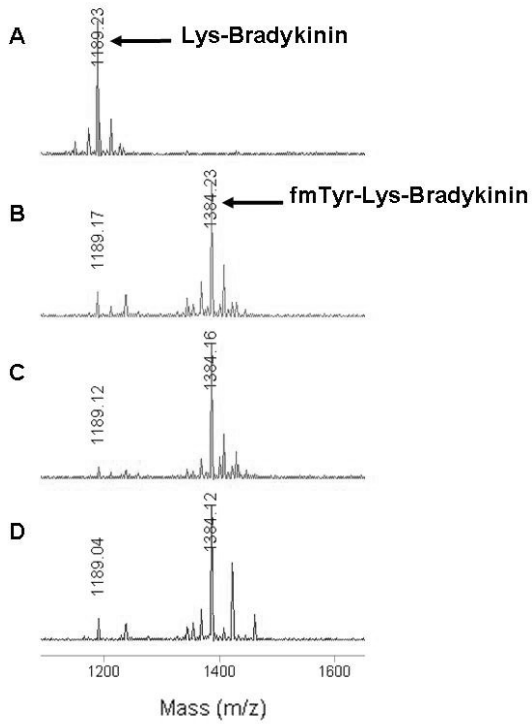 A
1189.23
Lys-Bradykinin
B
1189.17
1384.23
fmTyr-Lys-Bradykinin
C
1189.12
1384.16
D
1189.04
1384.12
1200 1400 1600
Mass (m/z)